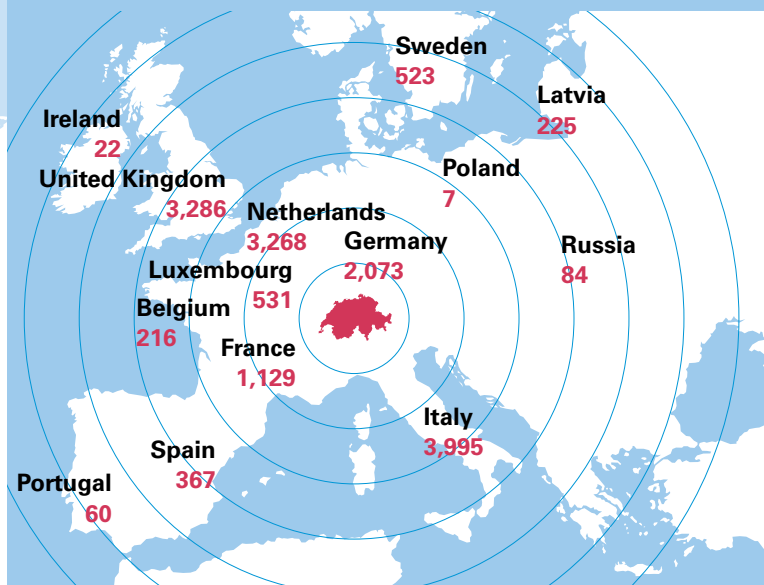 Sweden
523
Latvia
225
Ireland
22
Poland
7
United Kingdom
3,286
Netherlands
3,268
Germany
2,073
Russia
84
Luxembourg
531
Belgium
216
France
1,129
Italy
3,995
Spain
367
Portugal
60